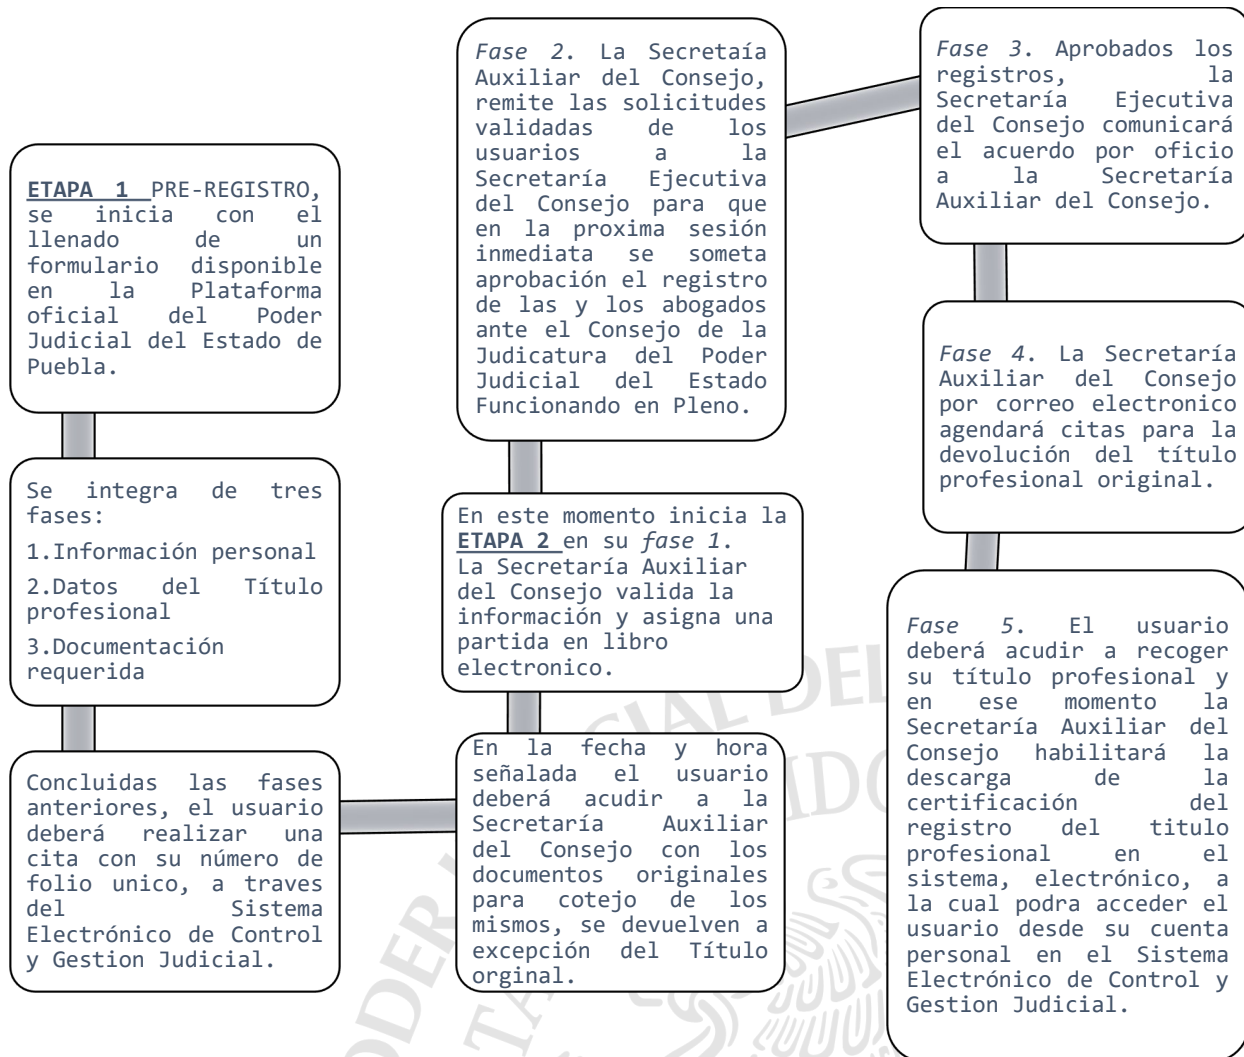 ETAPA 1 PRE-REGISTRO,
se inicia con el
llenado de un
formulario disponible
en la Plataforma
oficial del Poder
Judicial del Estado de
Puebla.
Se integra de tres
fases:
1.Información personal
2.Datos del Título
profesional
3.Documentación
requerida
Concluidas las fases
anteriores, el usuario
deberá realizar una
cita con su número de
folio unico, a traves
del Sistema
Electrónico de Control
y Gestion Judicial.
En la fecha y hora
señalada el usuario
deberá acudir a la
Secretaría Auxiliar
del Consejo con los
documentos originales
para cotejo de los
mismos, se devuelven a
excepción del Título
orginal.
En este momento inicia la
ETAPA 2 en su fase 1.
La Secretaría Auxiliar
del Consejo valida la
información y asigna una
partida en libro
electronico.
Fase 2. La Secretaía
Auxiliar del Consejo,
remite las solicitudes
validadas de los
usuarios a la
Secretaría Ejecutiva
del Consejo para que
en la proxima sesión
inmediata se someta
aprobación el registro
de las y los abogados
ante el Consejo de la
Judicatura del Poder
Judicial del Estado
Funcionando en Pleno.
Fase 3. Aprobados los
registros, la
Secretaría Ejecutiva
del Consejo comunicará
el acuerdo por oficio
a la Secretaría
Auxiliar del Consejo.
Fase 4. La Secretaría
Auxiliar del Consejo
por correo electronico
agendará citas para la
devolución del título
profesional original.
Fase 5. El usuario
deberá acudir a recoger
su título profesional y
en ese momento la
Secretaría Auxiliar del
Consejo habilitará la
descarga de la
certificación del
registro del titulo
profesional en el
sistema, electrónico, a
la cual podra acceder el
usuario desde su cuenta
personal en el Sistema
Electrónico de Control y
Gestion Judicial.